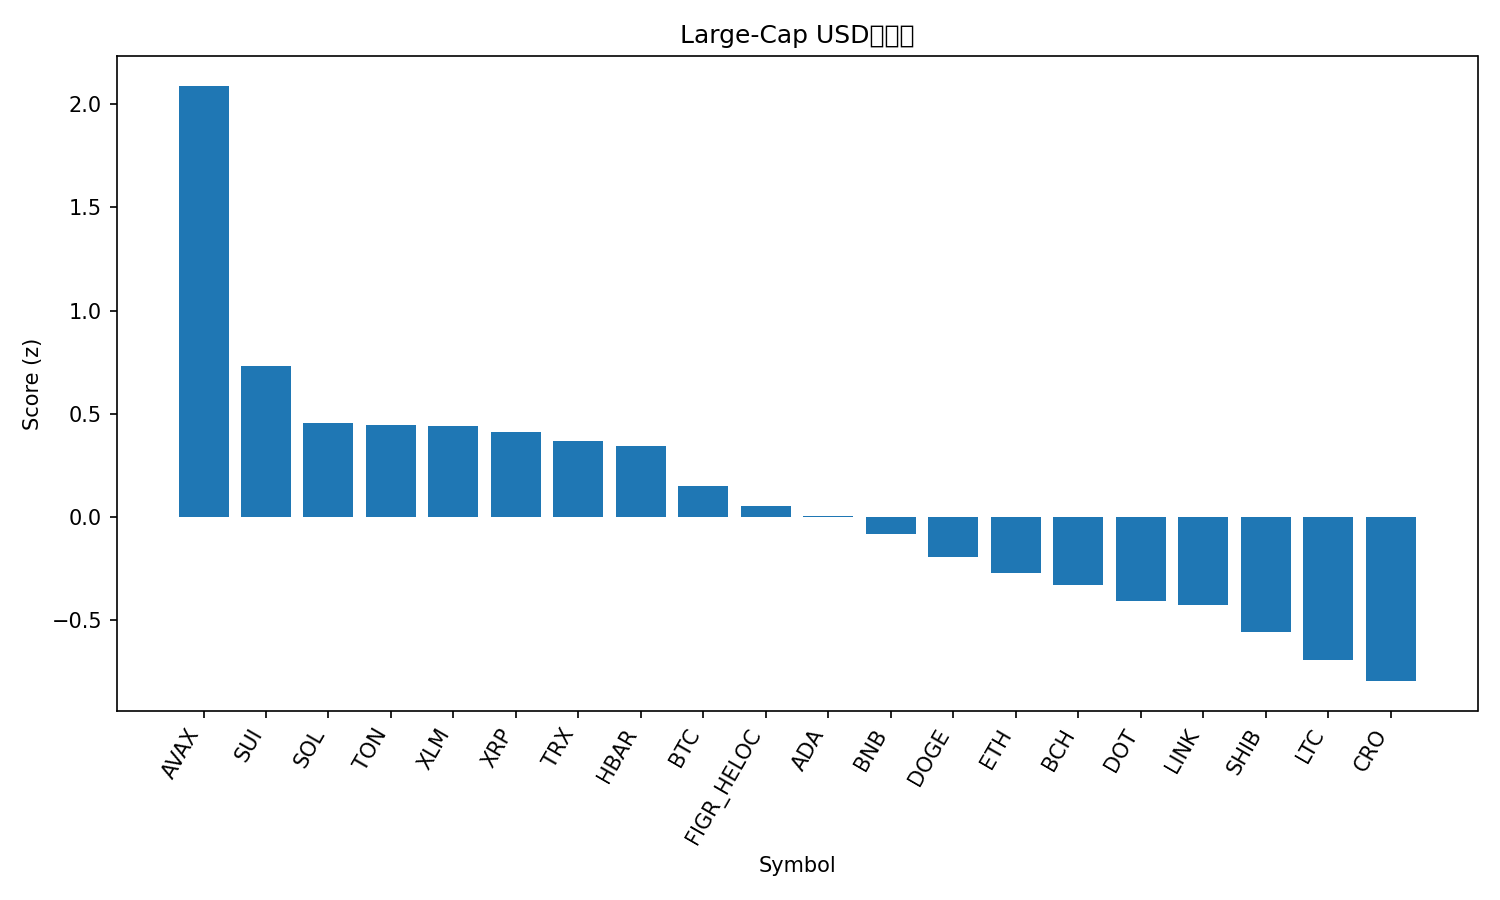 Large-Cap USD
2.0
1.5
1.0
0.5
0.0
−0.5
Score (z)
AVAX
SUI
SOL
TON
XLM
XRP
TRX
HBAR
BTC
FIGR_HELOC
ADA
BNB
DOGE
ETH
BCH
DOT
LINK
SHIB
LTC
CRO
Symbol